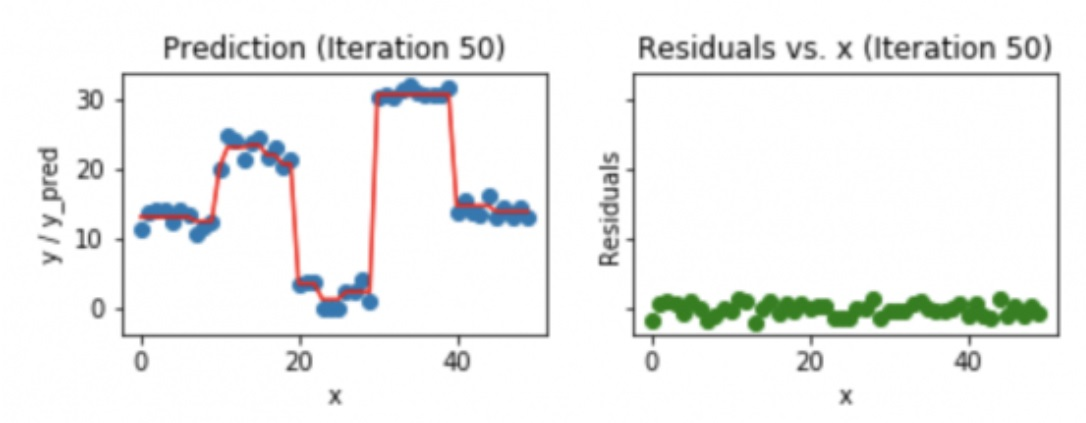 Prediction (Iteration 50)
30
20
10
0
y / y_pred
0 20 40
x
Residuals vs. x (Iteration 50)
Residuals
0 20 40
x